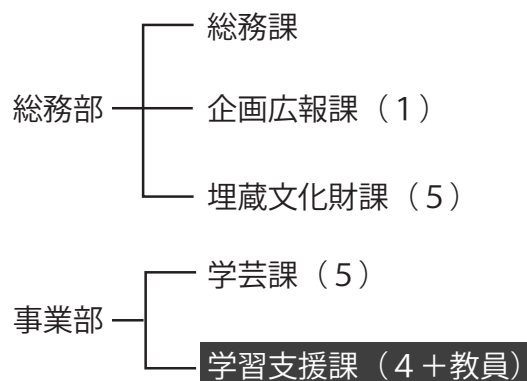 総務部
総務課
企画広報課（1）
埋蔵文化財課（5）
事業部
学芸課（5）
学習支援課（4＋教員）